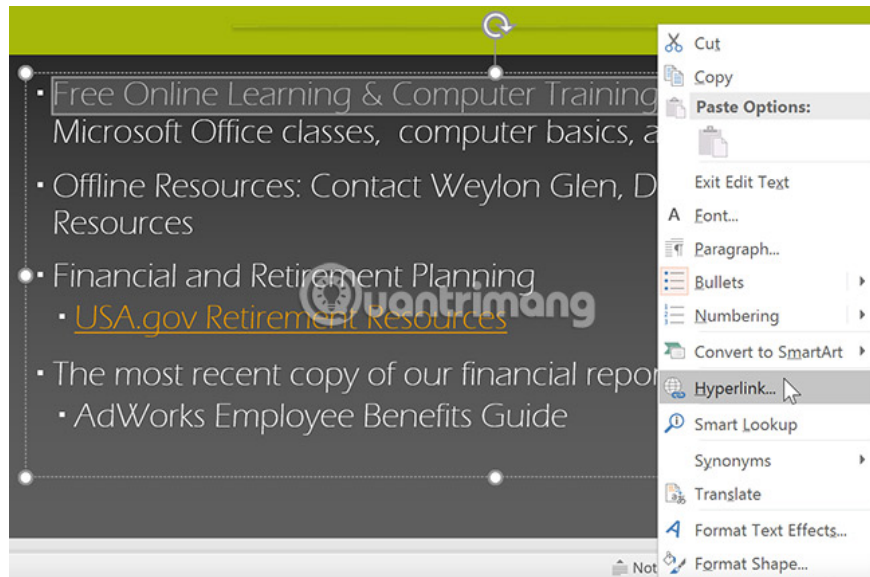 Free Online Learning & Computer Training
Microsoft Office classes, computer basics, a
Offline Resources: Contact Weylon Glen, D
Resources
Financial and Retirement Planning
USA.gov Retirement Resources
The most recent copy of our financial repor
AdWorks Employee Benefits Guide
Quantrimang
Cut
Copy
Paste Options:
Exit Edit Text
Font...
Paragraph...
Bullets
Numbering
Convert to SmartArt
Hyperlink...
Smart Lookup
Synonyms
Translate
Format Text Effects...
Format Shape...
Not